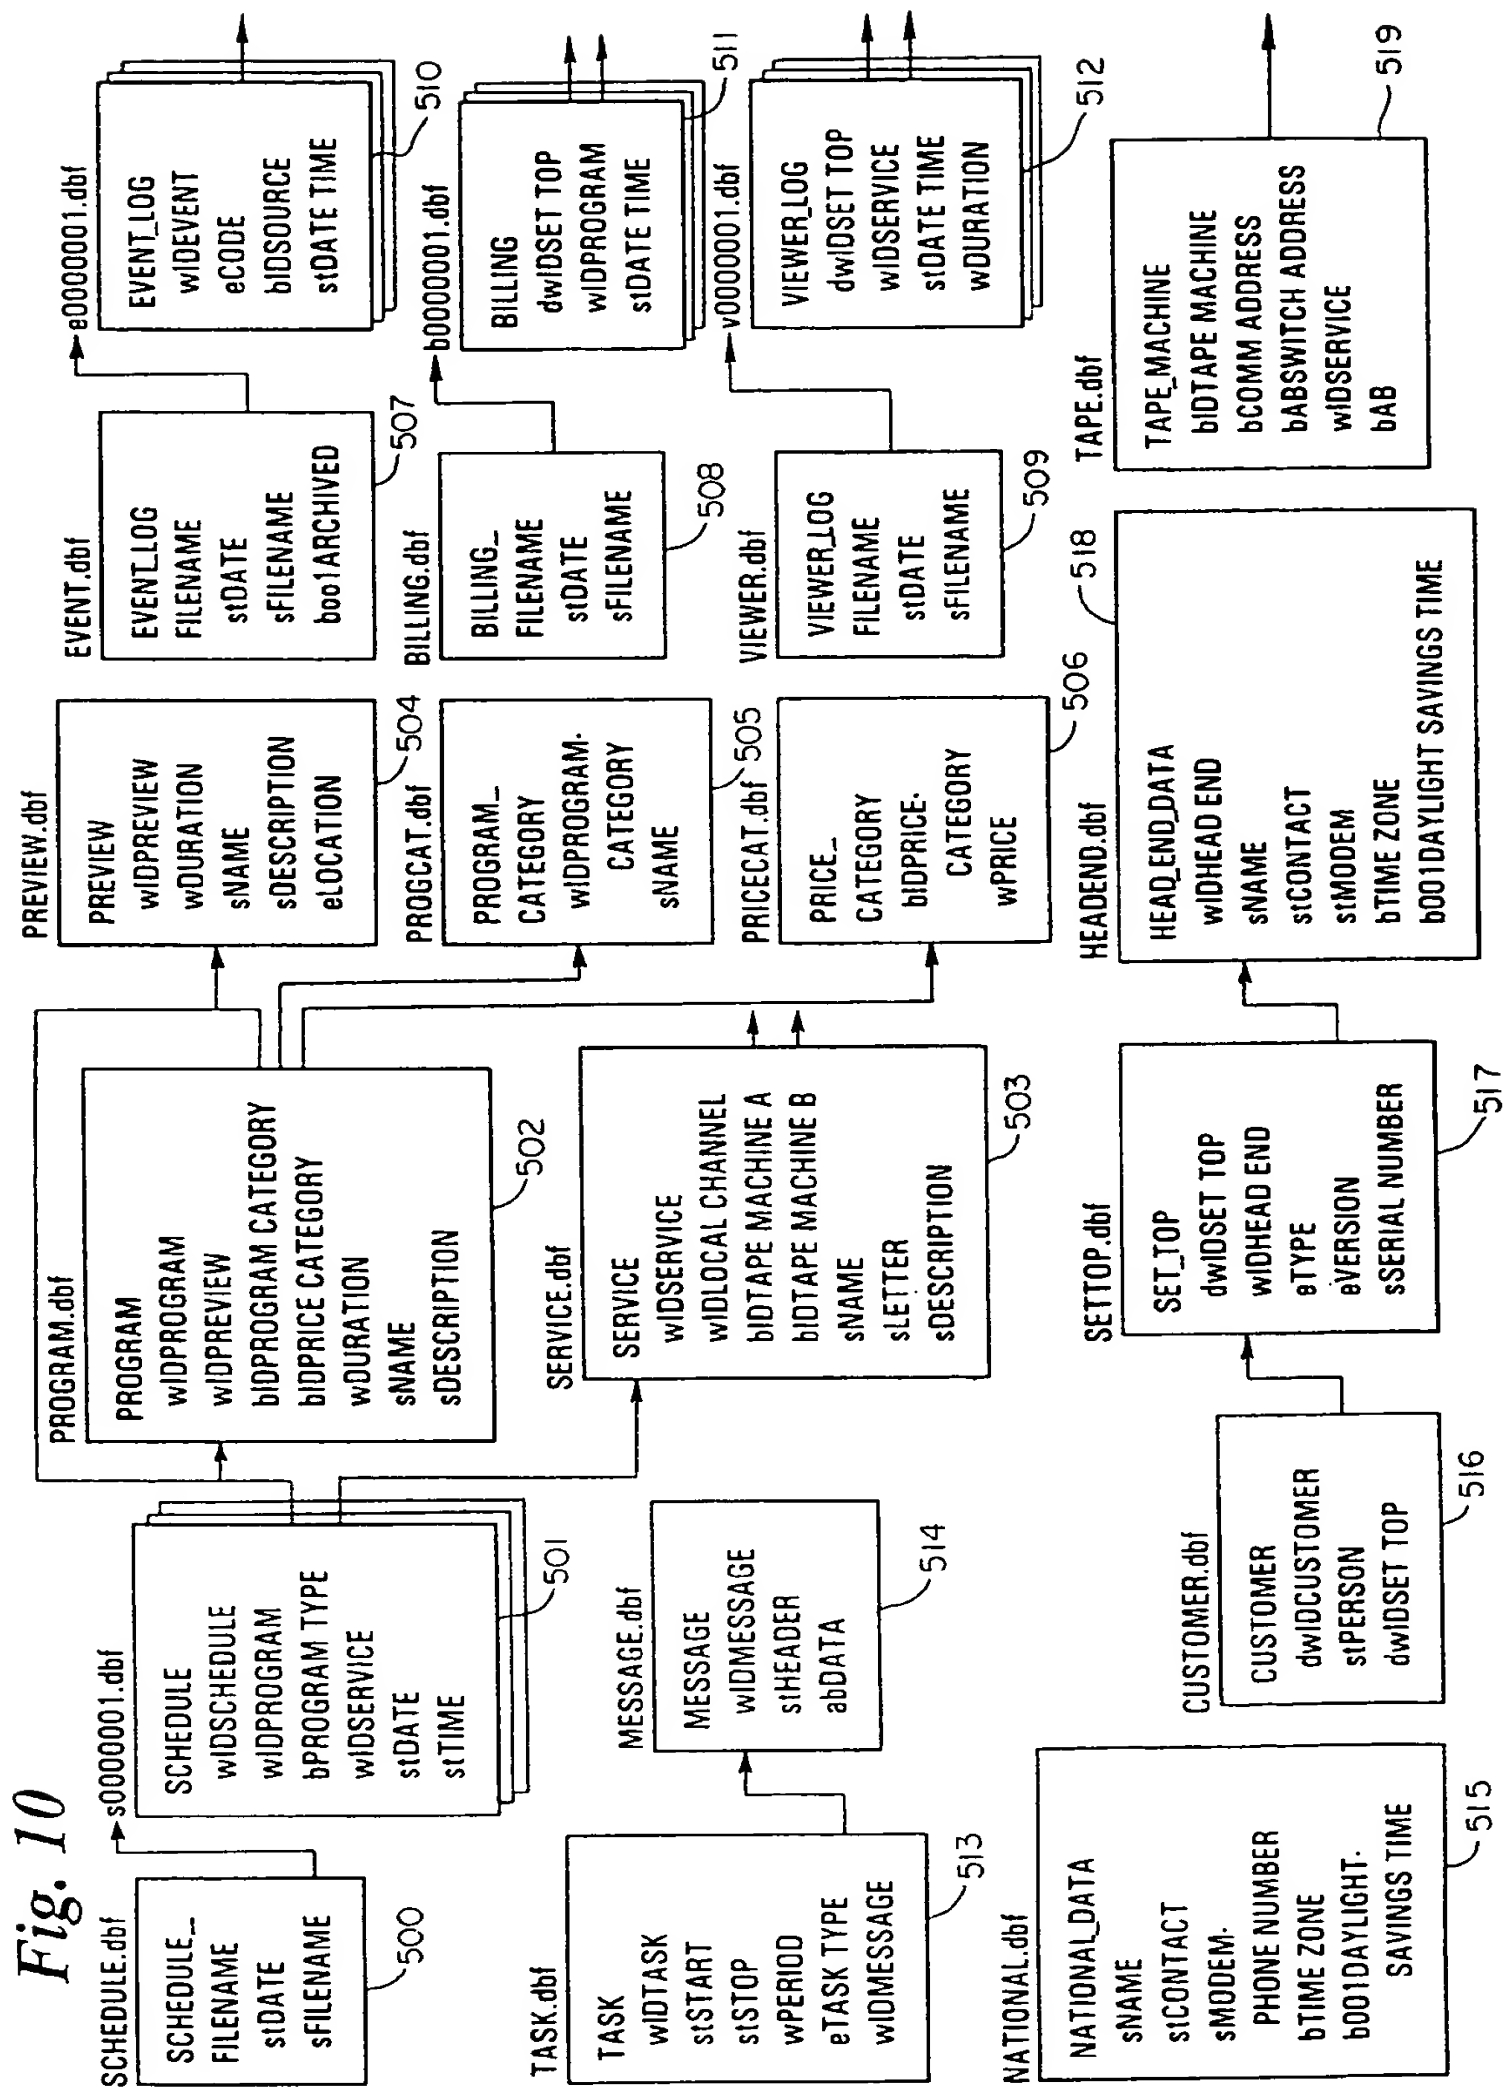 Fig. 10
SCHEDULE.dbf
SCHEDULE_
FILENAME
stDATE
sFILENAME
500
s000001.dbf
SCHEDULE
wIDSCHEDULE
wIDPROGRAM
bPROGRAM TYPE
wIDSERVICE
stDATE
stTIME
501
PROGRAM.dbf
PROGRAM
wIDPROGRAM
wIDPREVIEW
bIDPROGRAM CATEGORY
bIDPRICE CATEGORY
wDURATION
sNAME
sDESCRIPTION
502
SERVICE.dbf
SERVICE
wIDSERVICE
wIDLOCAL CHANNEL
bIDTAPE MACHINE A
bIDTAPE MACHINE B
sNAME
sLETTER
sDESCRIPTION
503
PREVIEW.dbf
PREVIEW
wIDPREVIEW
wDURATION
sNAME
sDESCRIPTION
eLOCATION
504
PROGCAT.dbf
PROGRAM_
CATEGORY
wIDPROGRAM-
CATEGORY
sNAME
505
PRICECAT.dbf
PRICE_
CATEGORY
bIDPRICE-
CATEGORY
wPRICE
506
EVENT.dbf
EVENT_LOG
FILENAME
stDATE
sFILENAME
boo1ARCHIVED
507
BILLING.dbf
BILLING_
FILENAME
stDATE
sFILENAME
508
VIEWER.dbf
VIEWER_LOG
FILENAME
stDATE
sFILENAME
509
e000001.dbf
EVENT_LOG
wIDEVENT
eCODE
bIDSOURCE
stDATE TIME
510
b000001.dbf
BILLING
dwIDSET TOP
wIDPROGRAM
stDATE TIME
511
v000001.dbf
VIEWER_LOG
dwIDSET TOP
wIDSERVICE
stDATE TIME
wDURATION
512
TASK.dbf
TASK
wIDTASK
stSTART
stSTOP
wPERIOD
eTASK TYPE
wIDMESSAGE
513
MESSAGE.dbf
MESSAGE
wIDMESSAGE
stHEADER
abDATA
514
NATIONAL.dbf
NATIONAL_DATA
sNAME
stCONTACT
sMODEM-
PHONE NUMBER
bTIME ZONE
b001DAYLIGHT-
SAVINGS TIME
515
CUSTOMER.dbf
CUSTOMER
dwIDCUSTOMER
stPERSON
dwIDSET TOP
516
SETTOP.dbf
SET_TOP
dwIDSET TOP
wIDHEAD END
eTYPE
eVERSION
sSERIAL NUMBER
517
HEADEND.dbf
HEAD_END_DATA
wIDHEAD END
sNAME
stCONTACT
stMODEM
bTIME ZONE
b001DAYLIGHT SAVINGS TIME
518
TAPE.dbf
TAPE_MACHINE
bIDTAPE MACHINE
bCOMM ADDRESS
bABSWITCH ADDRESS
wIDSERVICE
bAB
519